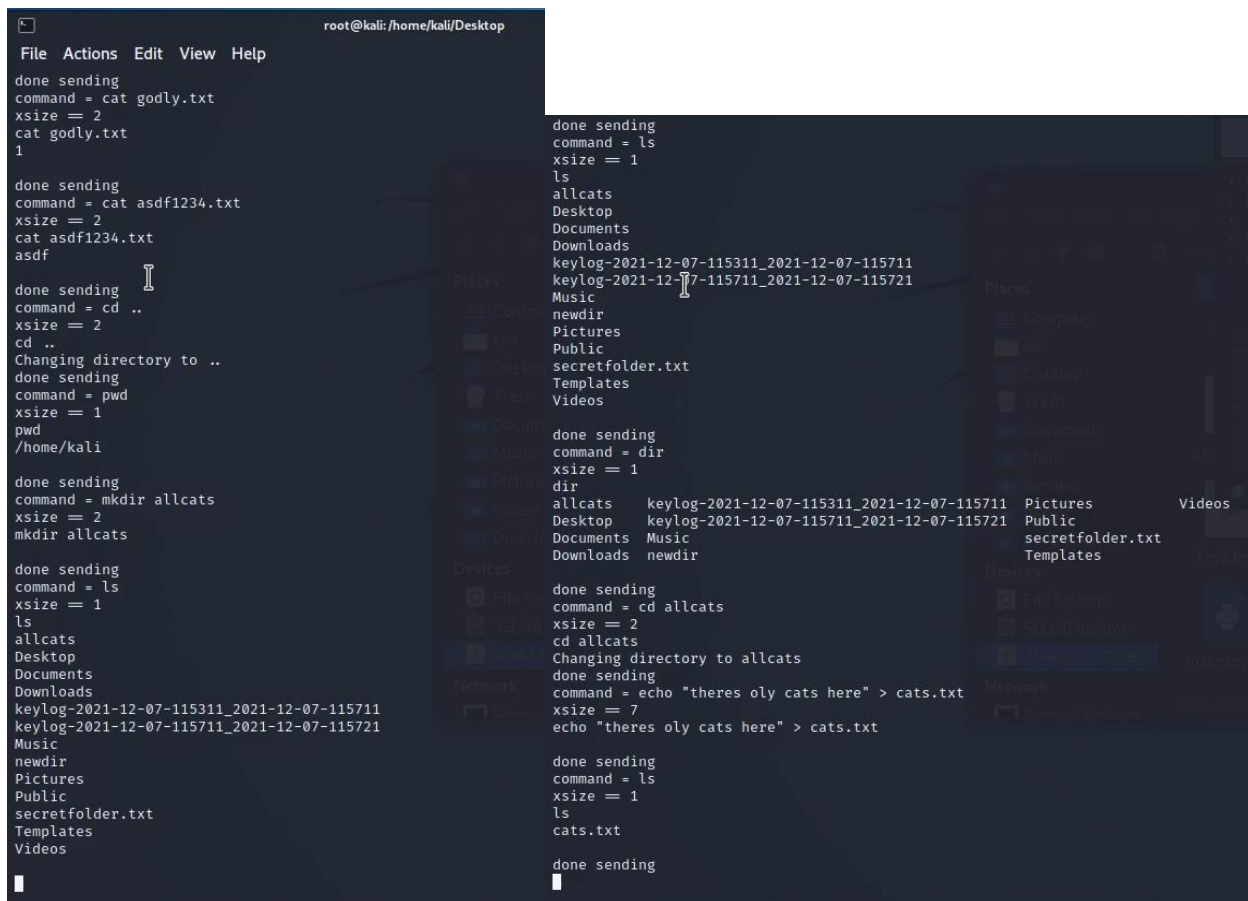 root@kali: /home/kali/Desktop
File Actions Edit View Help
done sending
command = cat godly.txt
xsize == 2
cat godly.txt
1
done sending
command = cat asdf1234.txt
xsize == 2
cat asdf1234.txt
asdf
done sending
command = cd ..
xsize == 2
cd ..
Changing directory to ..
done sending
command = pwd
xsize == 1
pwd
/home/kali
done sending
command = mkdir allcats
xsize == 2
mkdir allcats
done sending
command = ls
xsize == 1
ls
allcats
Desktop
Documents
Downloads
keylog-2021-12-07-115311_2021-12-07-115711
keylog-2021-12-07-115711_2021-12-07-115721
Music
newdir
Pictures
Public
secretfolder.txt
Templates
Videos
done sending
command = ls
xsize == 1
ls
allcats
Desktop
Documents
Downloads
keylog-2021-12-07-115311_2021-12-07-115711
keylog-2021-12-07-115711_2021-12-07-115721
Music
newdir
Pictures
Public
secretfolder.txt
Templates
Videos
done sending
command = dir
xsize == 1
dir
allcats keylog-2021-12-07-115311_2021-12-07-115711 Pictures Videos
Desktop keylog-2021-12-07-115711_2021-12-07-115721 Public
Documents Music secretfolder.txt
Downloads newdir Templates
done sending
command = cd allcats
xsize == 2
cd allcats
Changing directory to allcats
done sending
command = echo "theres oly cats here" > cats.txt
xsize == 7
echo "theres oly cats here" > cats.txt
done sending
command = ls
xsize == 1
ls
cats.txt
done sending